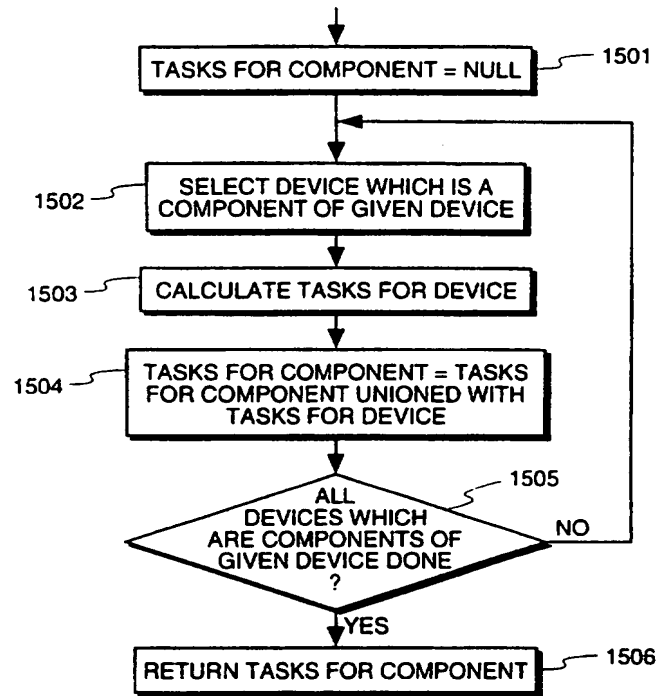 TASKS FOR COMPONENT = NULL
1501
1502
SELECT DEVICE WHICH IS A
COMPONENT OF GIVEN DEVICE
1503
CALCULATE TASKS FOR DEVICE
1504
TASKS FOR COMPONENT = TASKS
FOR COMPONENT UNIONED WITH
TASKS FOR DEVICE
1505
ALL
DEVICES WHICH
ARE COMPONENTS OF
GIVEN DEVICE DONE
?
NO
YES
RETURN TASKS FOR COMPONENT
1506